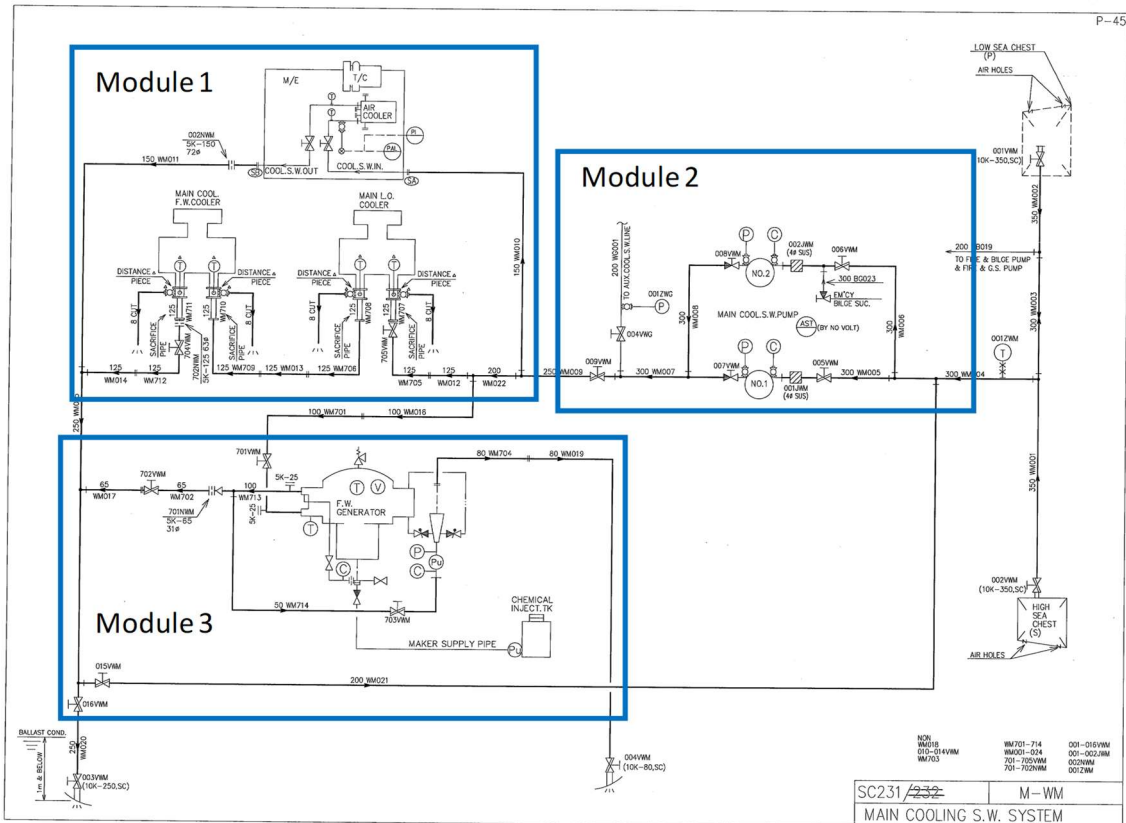 P-45
LOW SEA CHEST
(P)
AIR HOLES
Module 1
M/E
T/C
AIR
COOLER
T
T
PI
PAL
002NWM
5K-150
72ø
150 WM011
COOL.S.W.OUT
COOL.S.W.IN.
SA
MAIN COOL.
F.W.COOLER
MAIN L.O.
COOLER
T
T
T
T
DISTANCE
PIECE
DISTANCE
PIECE
DISTANCE
PIECE
DISTANCE
PIECE
8 CUT
125
WM711
125
WM710
8 CUT
8 CUT
125
WM708
125
WM707
8 CUT
SACRIFICE
PIPE
704VWM
702NWM
5K-125 63ø
SACRIFICE
PIPE
SACRIFICE
PIPE
705VWM
SACRIFICE
PIPE
150 WM010
125
WM014
125
WM712
125
WM709
125
WM013
125
WM706
125
WM705
125
WM012
200
WM022
Module 2
200 WG001
TO AUX.COOL.S.W.LINE
001ZWG
P
004VWG
008VWM
P
C
002JWM
(4ø SUS)
006VWM
NO.2
300 BG023
EM'CY
BILGE SUC.
300
WM008
MAIN COOL.S.W.PUMP
AST
(BY NO VOLT)
300
WM006
P
C
007VWM
005VWM
NO.1
001JWM
(4ø SUS)
250 WM009
009VWM
300 WM007
300 WM005
300 WM004
001VWM
(10K-350,SC)
350 WM002
TO FIRE & BILGE PUMP
& FIRE & G.S. PUMP
300 WM003
001ZWM
T
350 WM001
002VWM
(10K-350,SC)
HIGH
SEA
CHEST
(S)
AIR HOLES
100 WM701
100 WM016
Module 3
701VWM
80 WM704
80 WM019
702VWM
65
WM017
65
WM702
701NWM
5K-65
31ø
100
WM713
5K-25
5K-25
T
V
F.W.
GENERATOR
T
C
P
Pu
C
50 WM714
703VWM
CHEMICAL
INJECT.TK
MAKER SUPPLY PIPE
Pu
015VWM
200 WM021
016VWM
BALLAST COND.
1m & BELOW
250
WM020
003VWM
(10K-250,SC)
004VWM
(10K-80,SC)
NON
WM018
010-014VWM
WM703
WM701-714
WM001-024
701-705VWM
701-702NWM
001-016VWM
001-002JWM
002NWM
001ZWM
SC231/232
M-WM
MAIN COOLING S.W. SYSTEM